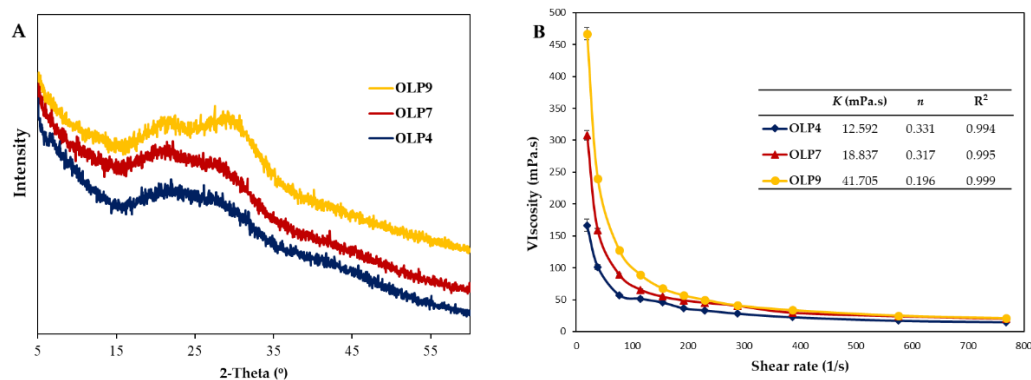 A
OLP9
OLP7
OLP4
Intensity
5 15 25 35 45 55
2-Theta (º)
B
500
450
400
350
300
250
200
150
100
50
0
Viscosity (mPa.s)
K (mPa.s) n R²
OLP4 12.592 0.331 0.994
OLP7 18.837 0.317 0.995
OLP9 41.705 0.196 0.999
0 100 200 300 400 500 600 700 800
Shear rate (1/s)